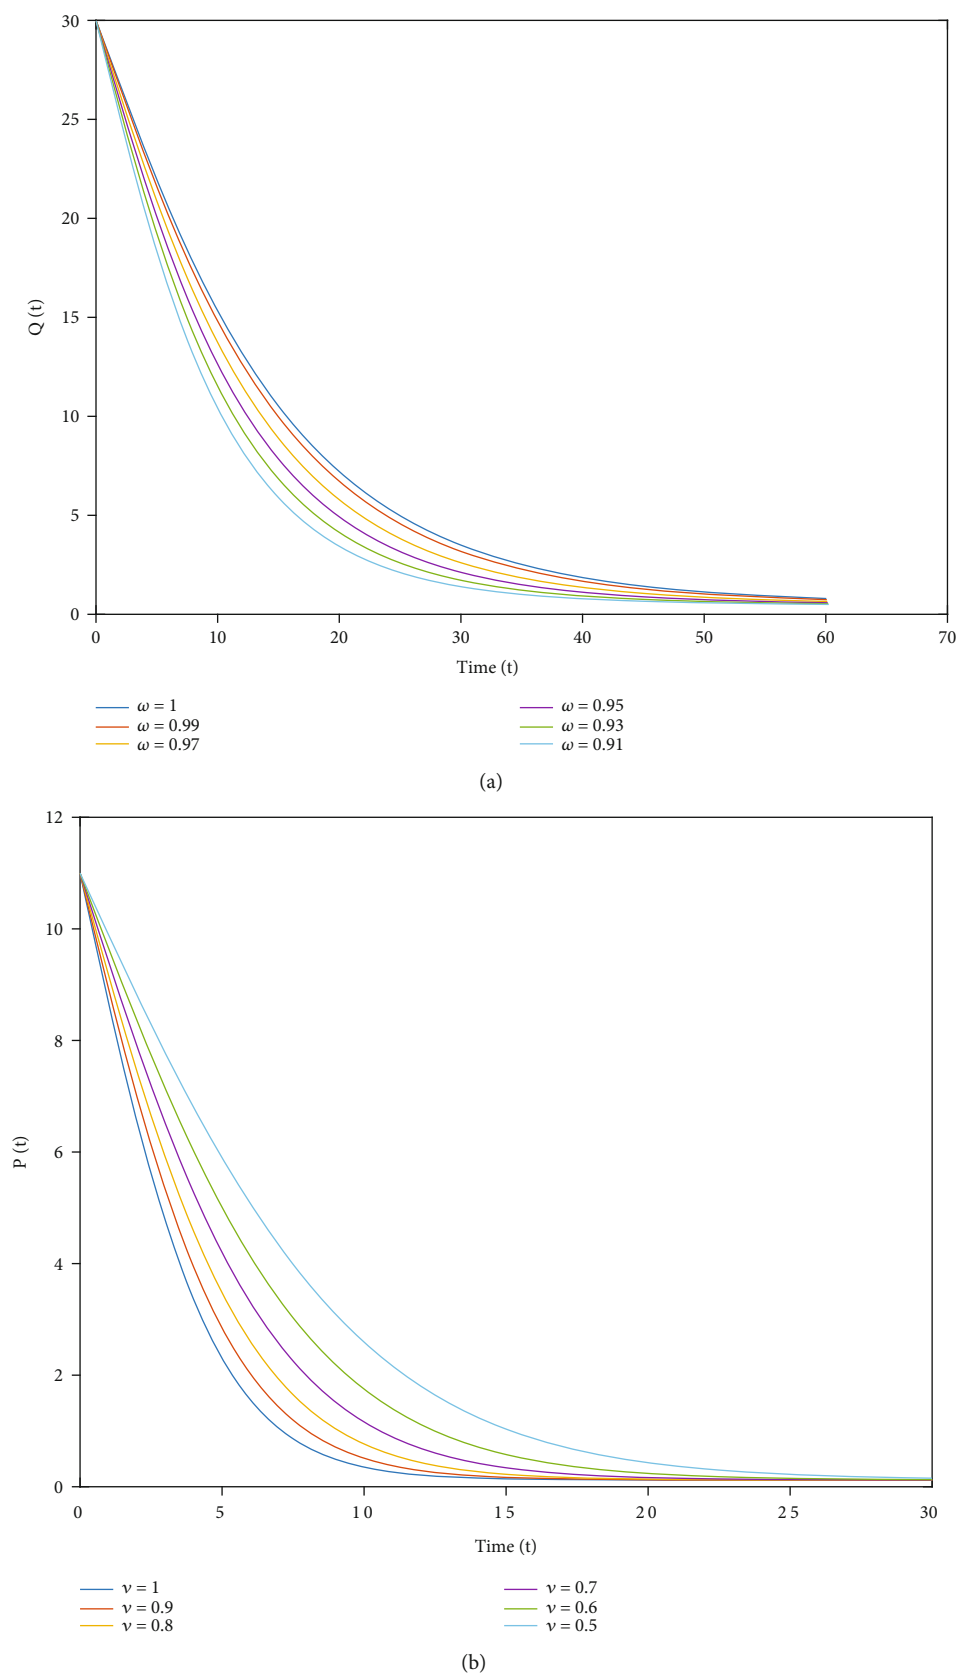 30
25
20
15
10
5
0
Q (t)
0 10 20 30 40 50 60 70
Time (t)
ω = 1
ω = 0.99
ω = 0.97
ω = 0.95
ω = 0.93
ω = 0.91
(a)
12
10
8
6
4
2
0
P (t)
0 5 10 15 20 25 30
Time (t)
ν = 1
ν = 0.9
ν = 0.8
ν = 0.7
ν = 0.6
ν = 0.5
(b)